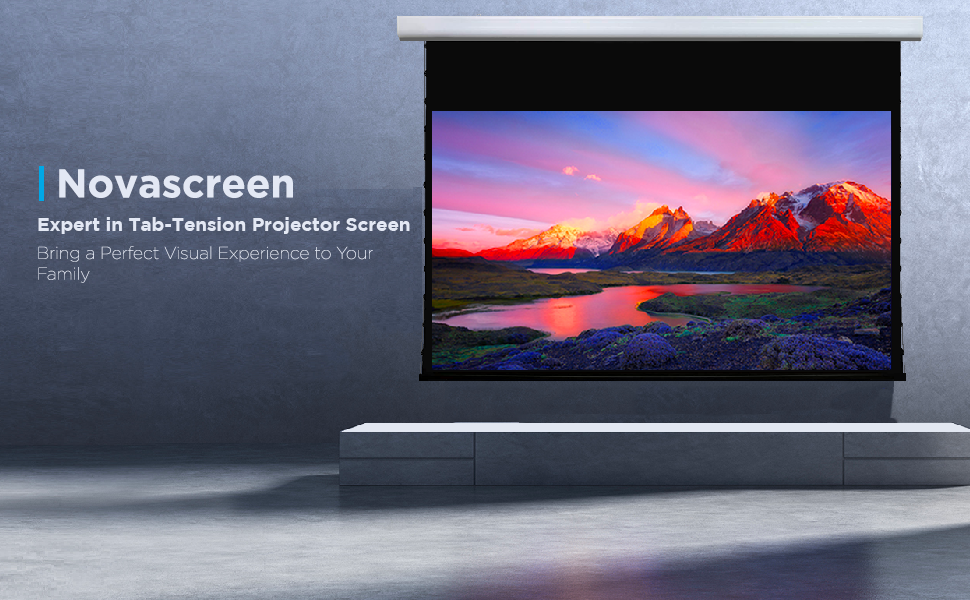 Novascreen
Expert in Tab-Tension Projector Screen
Bring a Perfect Visual Experience to Your
Family